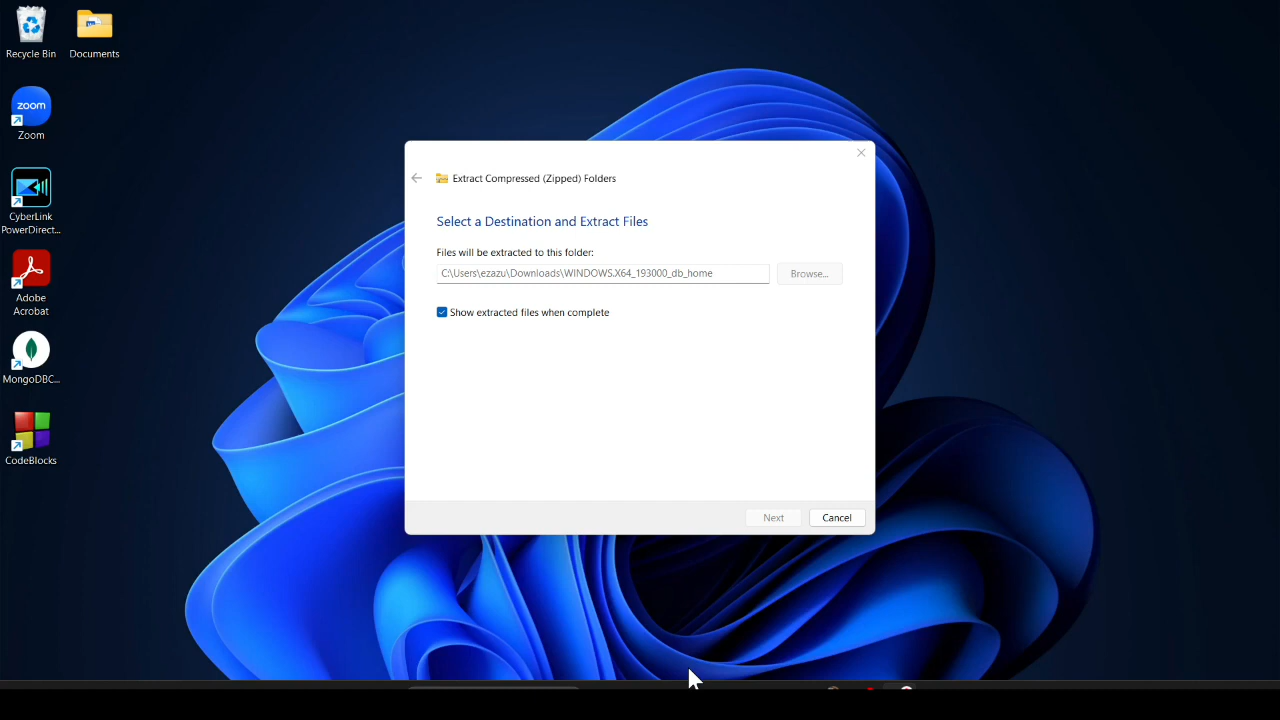 Recycle Bin
Documents
zoom
Zoom
CyberLink
PowerDirect...
Adobe
Acrobat
MongoDBC...
CodeBlocks
Extract Compressed (Zipped) Folders
Select a Destination and Extract Files
Files will be extracted to this folder:
C:\Users\ezazu\Downloads\WINDOWS.X64_193000_db_home
Browse...
Show extracted files when complete
Next
Cancel